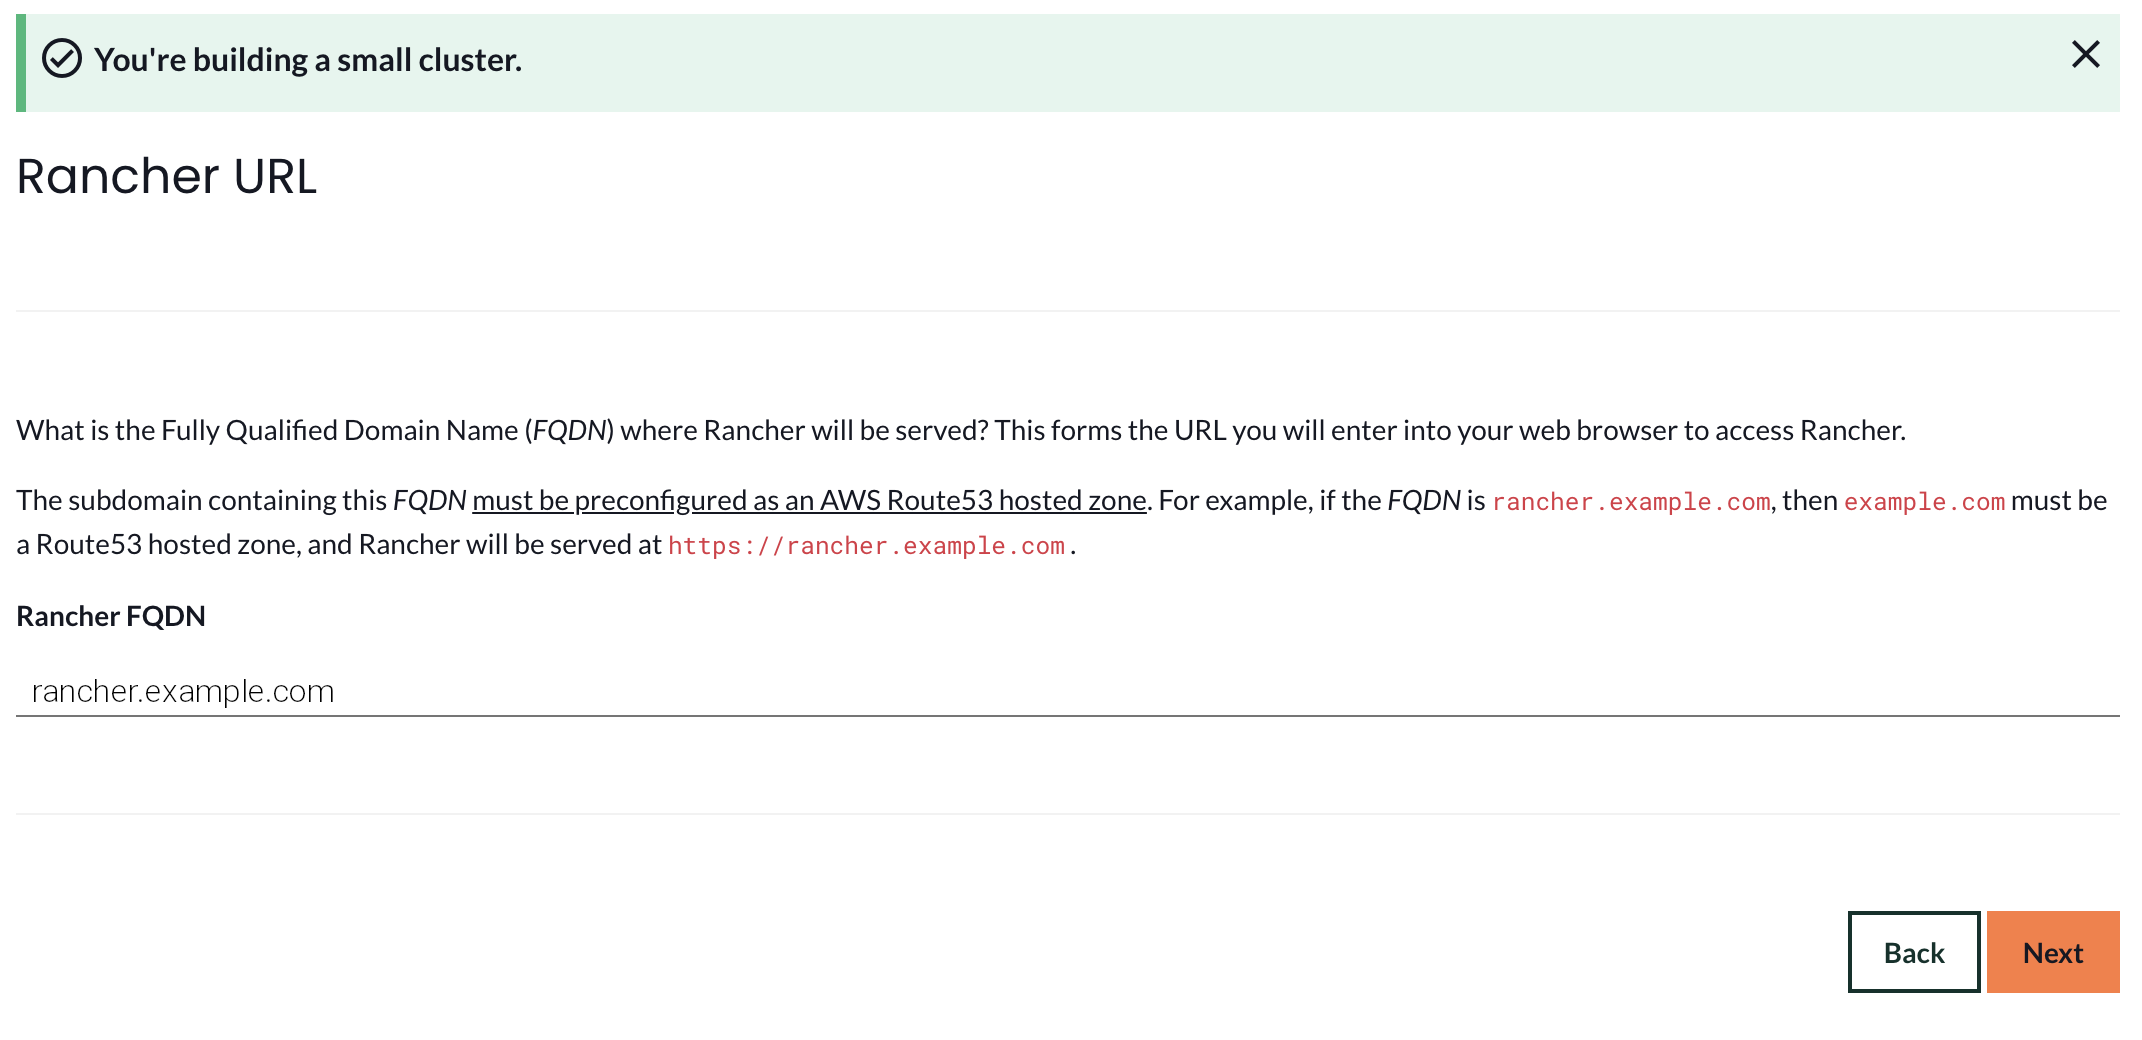 You're building a small cluster.
Rancher URL
What is the Fully Qualified Domain Name (FQDN) where Rancher will be served? This forms the URL you will enter into your web browser to access Rancher.
The subdomain containing this FQDN must be preconfigured as an AWS Route53 hosted zone. For example, if the FQDN is rancher.example.com, then example.com must be
a Route53 hosted zone, and Rancher will be served at https://rancher.example.com .
Rancher FQDN
rancher.example.com
Back
Next